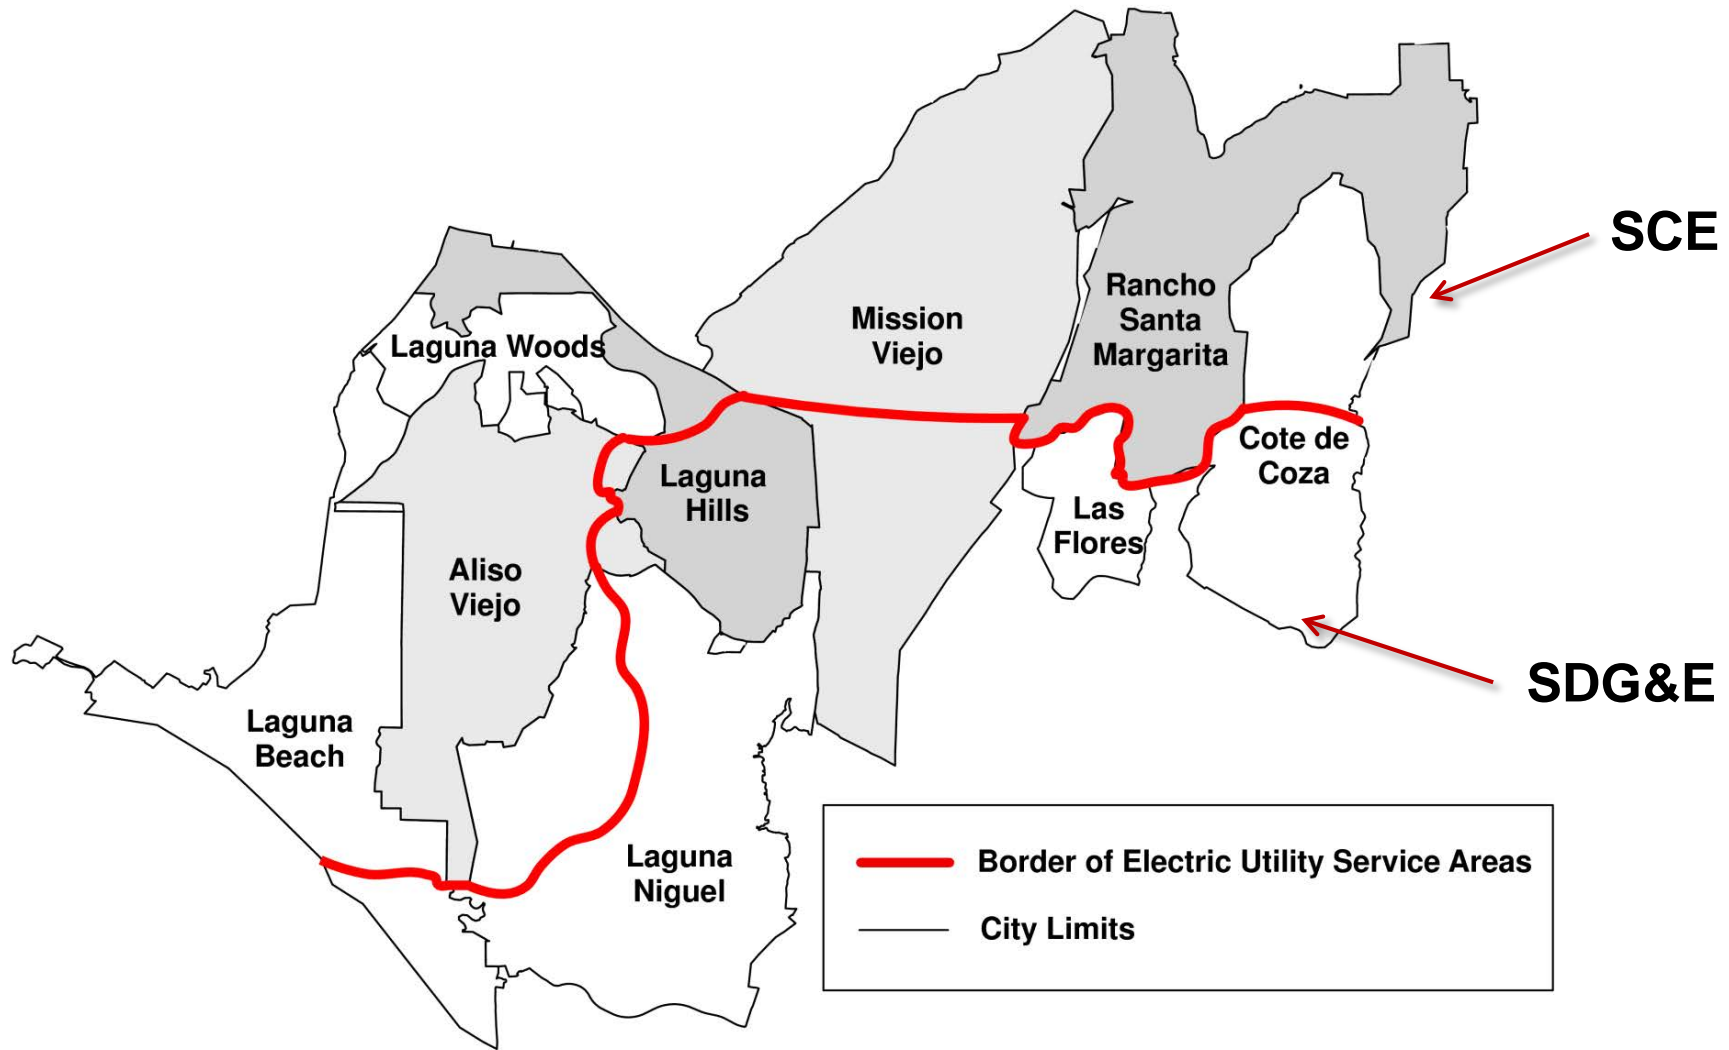 SCE
Rancho
Santa
Margarita
Mission
Viejo
Laguna Woods
Cote de
Coza
Laguna
Hills
Las
Flores
Aliso
Viejo
SDG&E
Laguna
Beach
Laguna
Niguel
Border of Electric Utility Service Areas
City Limits